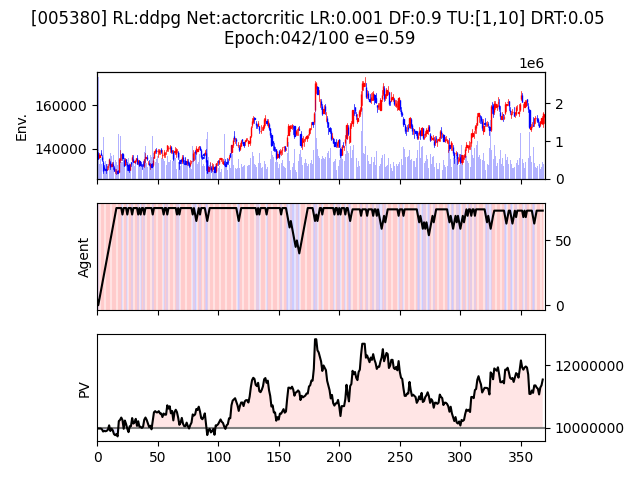 [005380] RL:ddpg Net:actorcritic LR:0.001 DF:0.9 TU:[1,10] DRT:0.05
Epoch:042/100 e=0.59
1e6
Env.
160000
140000
2
1
0
Agent
50
0
PV
12000000
10000000
0 50 100 150 200 250 300 350